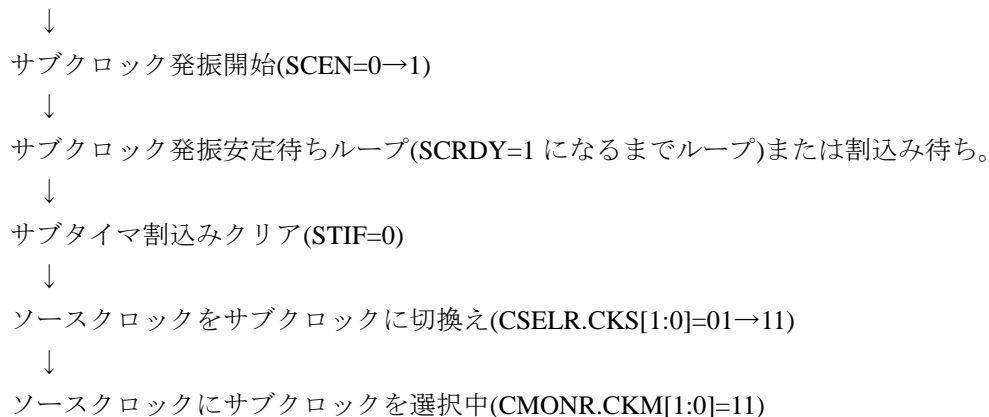 ↓
サブクロック発振開始(SCEN=0→1)
↓
サブクロック発振安定待ちループ(SCRDY=1 になるまでループ)または割込み待ち。
↓
サブタイマ割込みクリア(STIF=0)
↓
ソースクロックをサブクロックに切換え(CSELR.CKS[1:0]=01→11)
↓
ソースクロックにサブクロックを選択中(CMONR.CKM[1:0]=11)